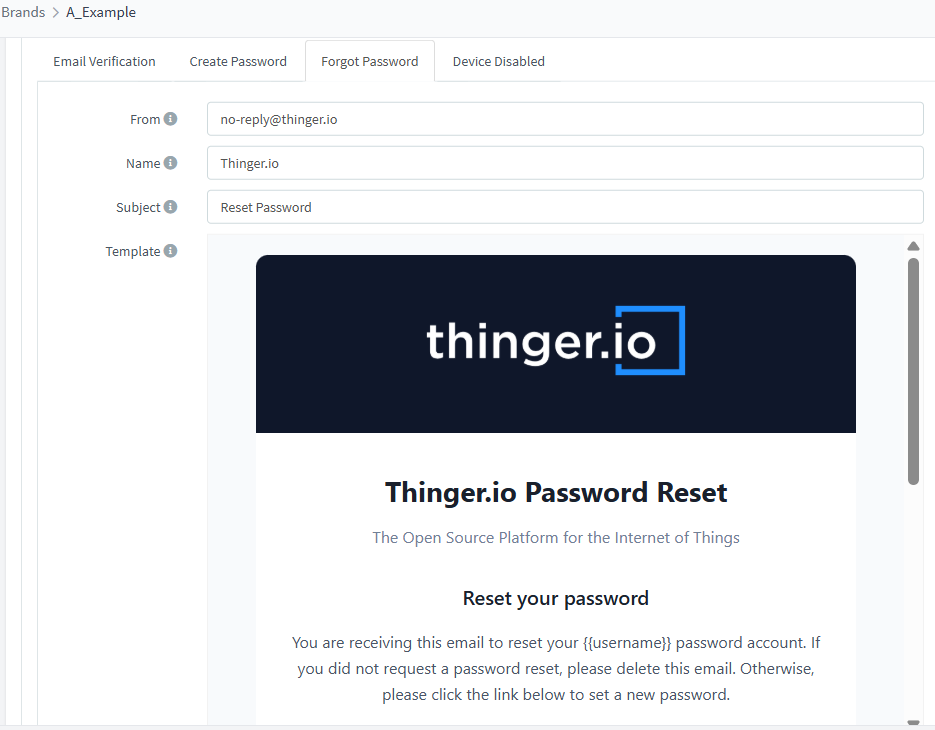 Brands > A_Example
Email Verification Create Password Forgot Password Device Disabled
From no-reply@thinger.io
Name Thinger.io
Subject Reset Password
Template
thinger.io
Thinger.io Password Reset
The Open Source Platform for the Internet of Things
Reset your password
You are receiving this email to reset your {{username}} password account. If
you did not request a password reset, please delete this email. Otherwise,
please click the link below to set a new password.